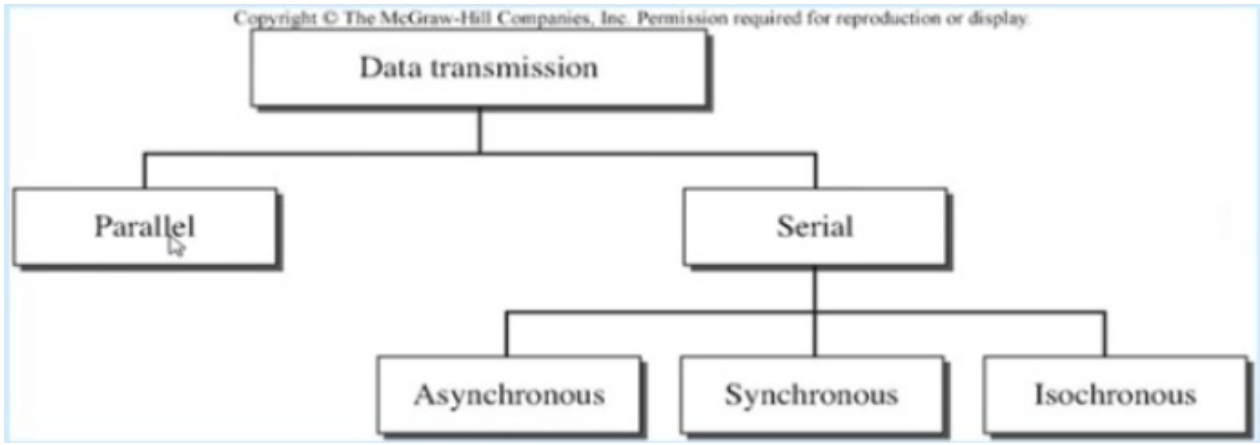 Copyright © The McGraw-Hill Companies, Inc. Permission required for reproduction or display.
Data transmission
Parallel
Serial
Asynchronous
Synchronous
Isochronous